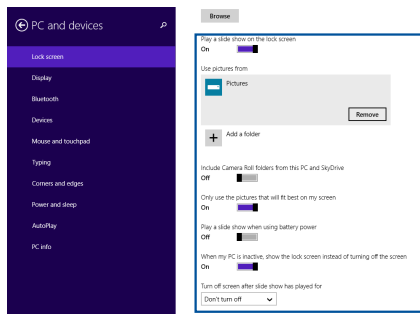 PC and devices
Lock screen
Display
Bluetooth
Devices
Mouse and touchpad
Typing
Corners and edges
Power and sleep
AutoPlay
PC info
Browse
Play a slide show on the lock screen
On
Use pictures from
Pictures
Remove
Add a folder
Include Camera Roll folders from this PC and SkyDrive
Off
Only use the pictures that will fit best on my screen
On
Play a slide show when using battery power
Off
When my PC is inactive, show the lock screen instead of turning off the screen
On
Turn off screen after slide show has played for
Don't turn off